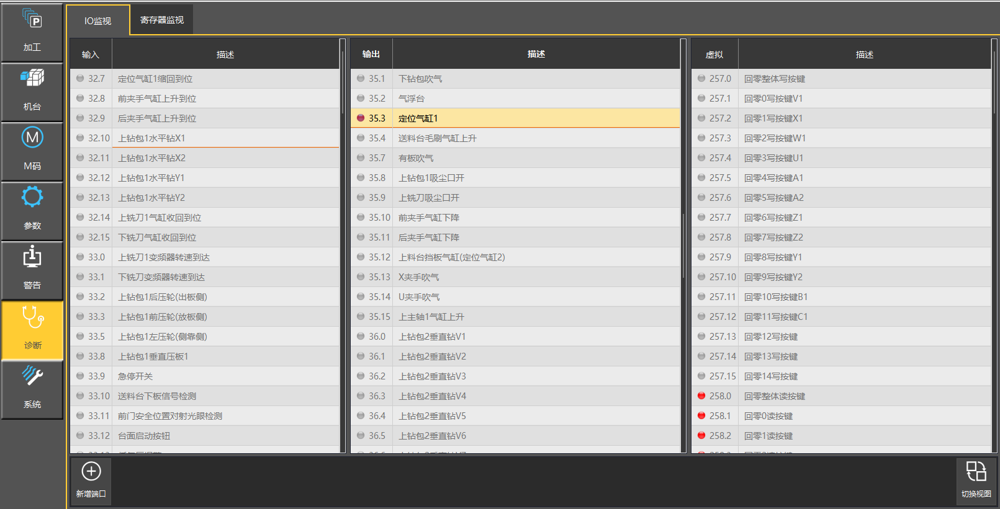 加工
机台
M
M码
参数
警告
诊断
系统
IO监视 寄存器监视
输入 描述
32.7 定位气缸1缩回到位
32.8 前夹手气缸上升到位
32.9 后夹手气缸上升到位
32.10 上钻包1水平钻X1
32.11 上钻包1水平钻X2
32.12 上钻包1水平钻Y1
32.13 上钻包1水平钻Y2
32.14 上铣刀1气缸收回到位
32.15 下铣刀气缸收回到位
33.0 上铣刀1变频器转速到达
33.1 下铣刀变频器转速到达
33.2 上钻包1后压轮(出板侧)
33.3 上钻包1前压轮(放板侧)
33.5 上钻包1左压轮(侧靠侧)
33.8 上钻包1垂直压板1
33.9 急停开关
33.10 送料台下板信号检测
33.11 前门安全位置对射光眼检测
33.12 台面启动按钮
输出 描述
35.1 下钻包吹气
35.2 气浮台
35.3 定位气缸1
35.4 送料台毛刷气缸上升
35.7 有板吹气
35.8 上钻包1吸尘口开
35.9 上铣刀吸尘口开
35.10 前夹手气缸下降
35.11 后夹手气缸下降
35.12 上料台挡板气缸(定位气缸2)
35.13 X夹手吹气
35.14 U夹手吹气
35.15 上主轴1气缸上升
36.0 上钻包2垂直钻V1
36.1 上钻包2垂直钻V2
36.2 上钻包2垂直钻V3
36.3 上钻包2垂直钻V4
36.4 上钻包2垂直钻V5
36.5 上钻包2垂直钻V6
虚拟 描述
257.0 回零整体写按键
257.1 回零0写按键V1
257.2 回零1写按键X1
257.3 回零2写按键W1
257.4 回零3写按键U1
257.5 回零4写按键A1
257.6 回零5写按键A2
257.7 回零6写按键Z1
257.8 回零7写按键Z2
257.9 回零8写按键Y1
257.10 回零9写按键Y2
257.11 回零10写按键B1
257.12 回零11写按键C1
257.13 回零12写按键
257.14 回零13写按键
257.15 回零14写按键
258.0 回零整体读按键
258.1 回零0读按键
258.2 回零1读按键
新增端口
切换视图